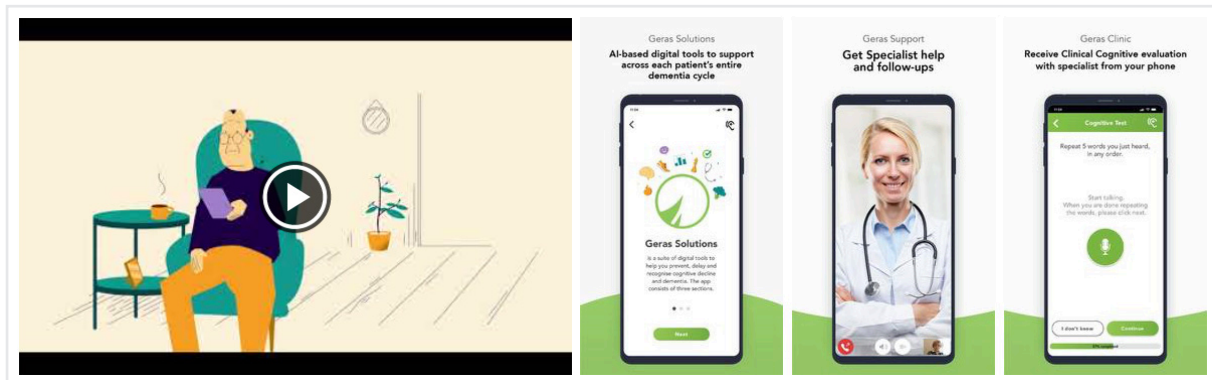 Geras Solutions
AI-based digital tools to support
across each patient's entire
dementia cycle
Geras Solutions
is a suite of digital tools to
help you prevent, delay and
recognise cognitive decline
and dementia. The app
consists of three sections.
Next
Geras Support
Get Specialist help
and follow-ups
Geras Clinic
Receive Clinical Cognitive evaluation
with specialist from your phone
Cognitive Test
Repeat 5 words you just heard,
in any order.
Start talking.
When you are done repeating
the words, please click next.
I don't know
Continue